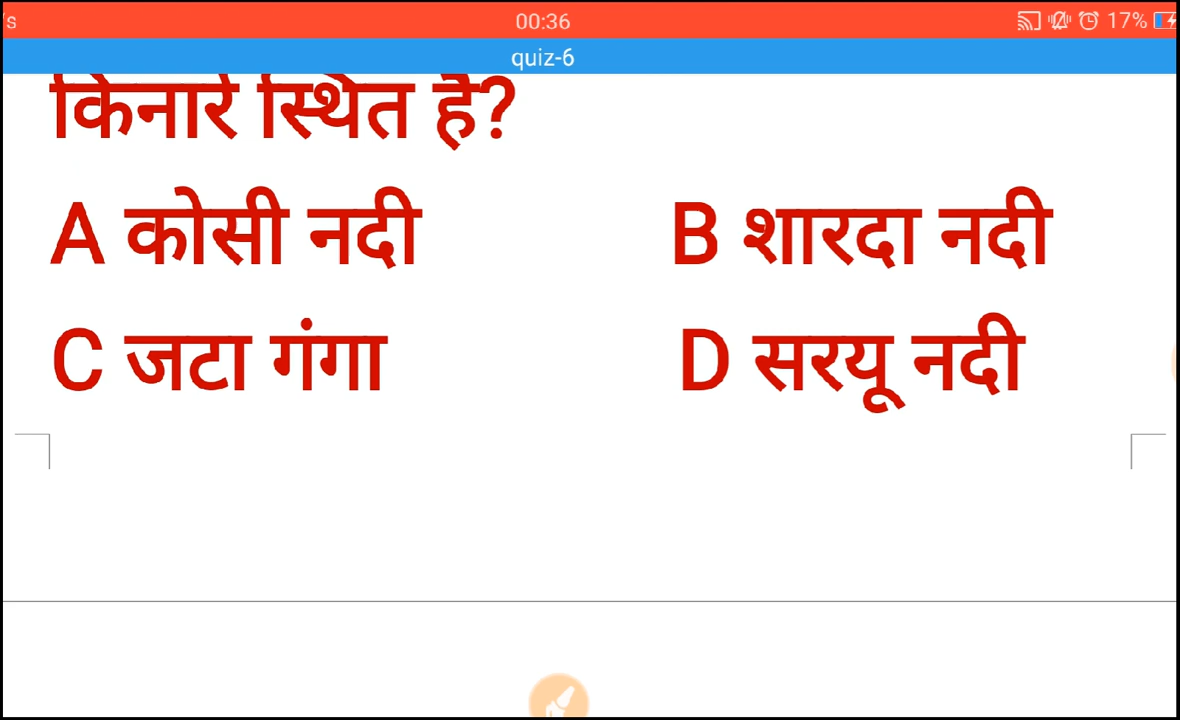 /s 00:36 17%
quiz-6
किनारे स्थित है?
A कोसी नदी B शारदा नदी
C जटा गंगा D सरयू नदी